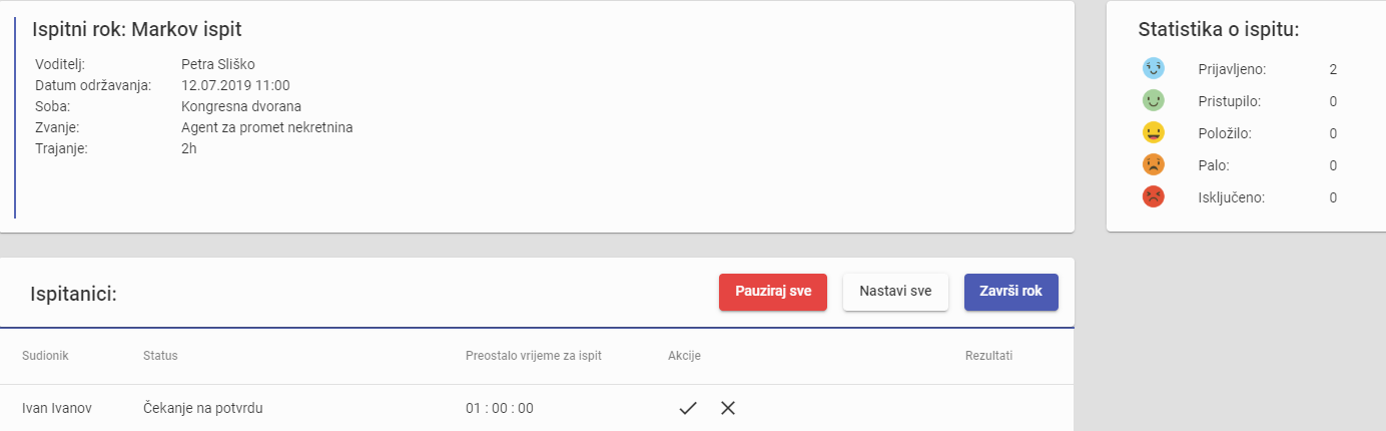 Ispitni rok: Markov ispit
Voditelj: Petra Sliško
Datum održavanja: 12.07.2019 11:00
Soba: Kongresna dvorana
Zvanje: Agent za promet nekretnina
Trajanje: 2h
Statistika o ispitu:
Prijavljeno: 2
Pristupilo: 0
Položilo: 0
Palo: 0
Isključeno: 0
Ispitanici: Pauziraj sve Nastavi sve Završi rok
Sudionik Status Preostalo vrijeme za ispit Akcije Rezultati
Ivan Ivanov Čekanje na potvrdu 01 : 00 : 00